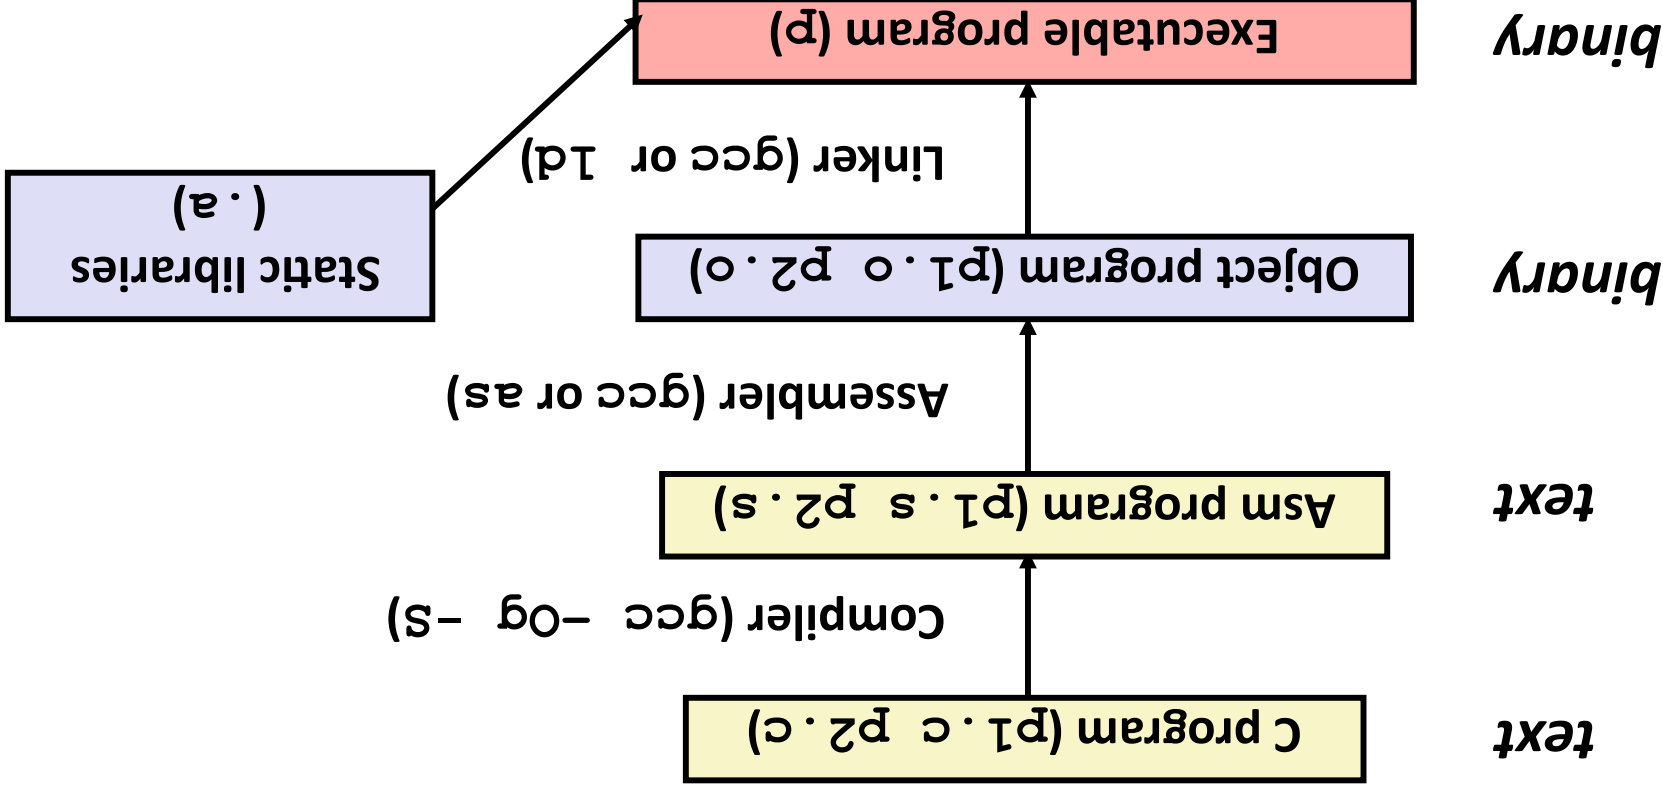 text
C program (p1.c p2.c)
Compiler (gcc –Og –S)
text
Asm program (p1.s p2.s)
Assembler (gcc or as)
binary
Object program (p1.o p2.o)
Static libraries
(.a)
Linker (gcc or ld)
binary
Executable program (p)